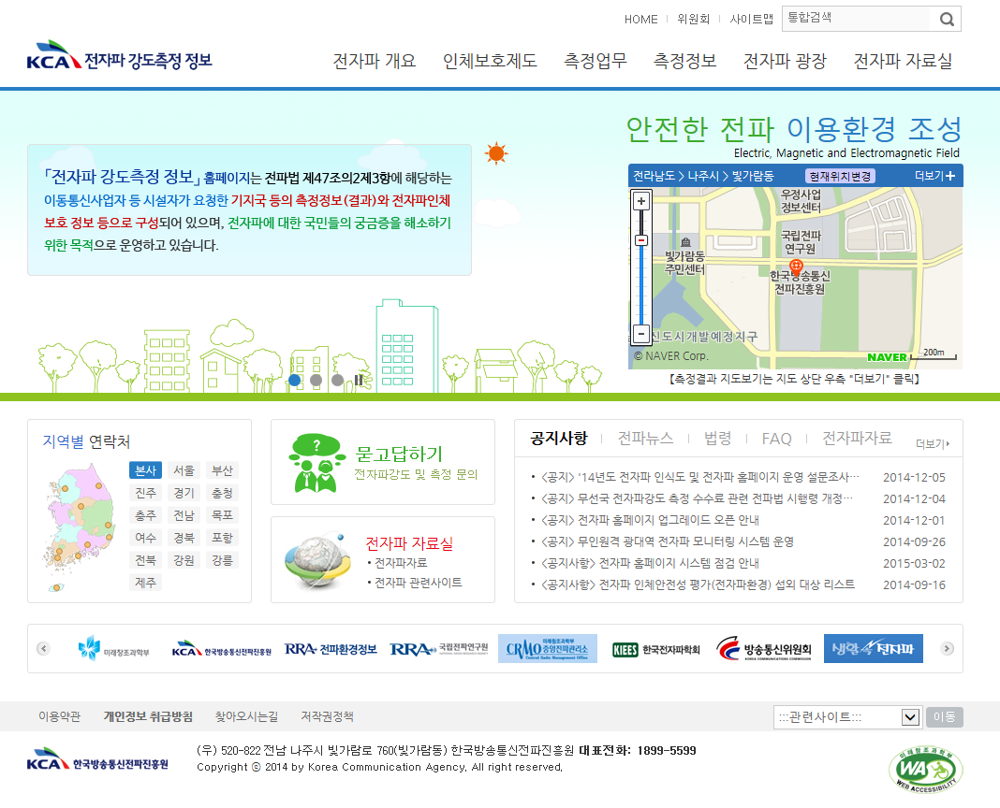 HOME 위원회 사이트맵 통합검색
KCA 전자파 강도측정 정보
전자파 개요 인체보호제도 측정업무 측정정보 전자파 광장 전자파 자료실
안전한 전파 이용환경 조성
Electric, Magnetic and Electromagnetic Field
「전자파 강도측정 정보」 홈페이지는 전파법 제47조의2제3항에 해당하는
이동통신사업자 등 시설자가 요청한 기지국 등의 측정정보(결과)와 전자파인체
보호 정보 등으로 구성되어 있으며, 전자파에 대한 국민들의 궁금증을 해소하기
위한 목적으로 운영하고 있습니다.
전라남도 > 나주시 > 빛가람동 현재위치변경 더보기+
우정사업
정보센터
국립전파
연구원
빛가람동
주민센터
한국방송통신
전파진흥원
신도시개발예정지구
© NAVER Corp.
NAVER 200m
【측정결과 지도보기는 지도 상단 우측 "더보기" 클릭】
지역별 연락처
본사 서울 부산
진주 경기 충청
충주 전남 목포
여수 경북 포항
전북 강원 강릉
제주
묻고답하기
전자파강도 및 측정 문의
전자파 자료실
• 전자파자료
• 전자파 관련사이트
공지사항 전파뉴스 법령 FAQ 전자파자료 더보기
• <공지> '14년도 전자파 인식도 및 전자파 홈페이지 운영 설문조사… 2014-12-05
• <공지> 무선국 전자파강도 측정 수수료 관련 전파법 시행령 개정… 2014-12-04
• <공지> 전자파 홈페이지 업그레이드 오픈 안내 2014-12-01
• <공지> 무인원격 광대역 전자파 모니터링 시스템 운영 2014-09-26
• <공지사항> 전자파 홈페이지 시스템 점검 안내 2015-03-02
• <공지사항> 전자파 인체안전성 평가(전자파환경) 섭외 대상 리스트 2014-09-16
미래창조과학부 KCA 한국방송통신전파진흥원 RRA 전파환경정보 RRA 국립전파연구원 미래창조과학부 CRMO 중앙전파관리소 Central Radio Management Office KIEES 한국전자파학회 방송통신위원회 KOREA COMMUNICATIONS COMMISSION 생활 속 전자파
이용약관 개인정보 취급방침 찾아오시는길 저작권정책 :::관련사이트::: 이동
KCA 한국방송통신전파진흥원
(우) 520-822 전남 나주시 빛가람로 760(빛가람동) 한국방송통신전파진흥원 대표전화: 1899-5599
Copyright ⓒ 2014 by Korea Communication Agency, All right reserved,
미래창조과학부
WA
WEB ACCESSIBILITY